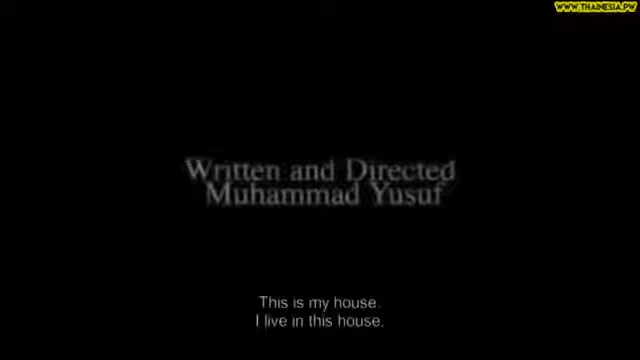 WWW.THAINESIA.PW
Written and Directed
Muhammad Yusuf
This is my house.
I live in this house.